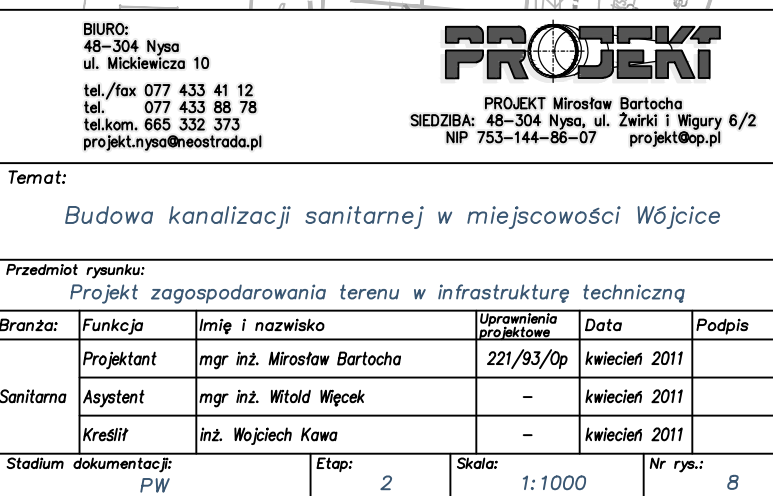 BIURO:
48-304 Nysa
ul. Mickiewicza 10
tel./fax 077 433 41 12
tel. 077 433 88 78
tel.kom. 665 332 373
projekt.nysa@neostrada.pl
PROJEKT
PROJEKT Mirosław Bartocha
SIEDZIBA: 48-304 Nysa, ul. Żwirki i Wigury 6/2
NIP 753-144-86-07 projekt@op.pl
Temat:
Budowa kanalizacji sanitarnej w miejscowości Wójcice
Przedmiot rysunku:
Projekt zagospodarowania terenu w infrastrukturę techniczną
Branża: Funkcja Imię i nazwisko Uprawnienia projektowe Data Podpis
Projektant mgr inż. Mirosław Bartocha 221/93/Op kwiecień 2011
Sanitarna Asystent mgr inż. Witold Więcek – kwiecień 2011
Kreślił inż. Wojciech Kawa – kwiecień 2011
Stadium dokumentacji: Etap: Skala: Nr rys.:
PW 2 1:1000 8